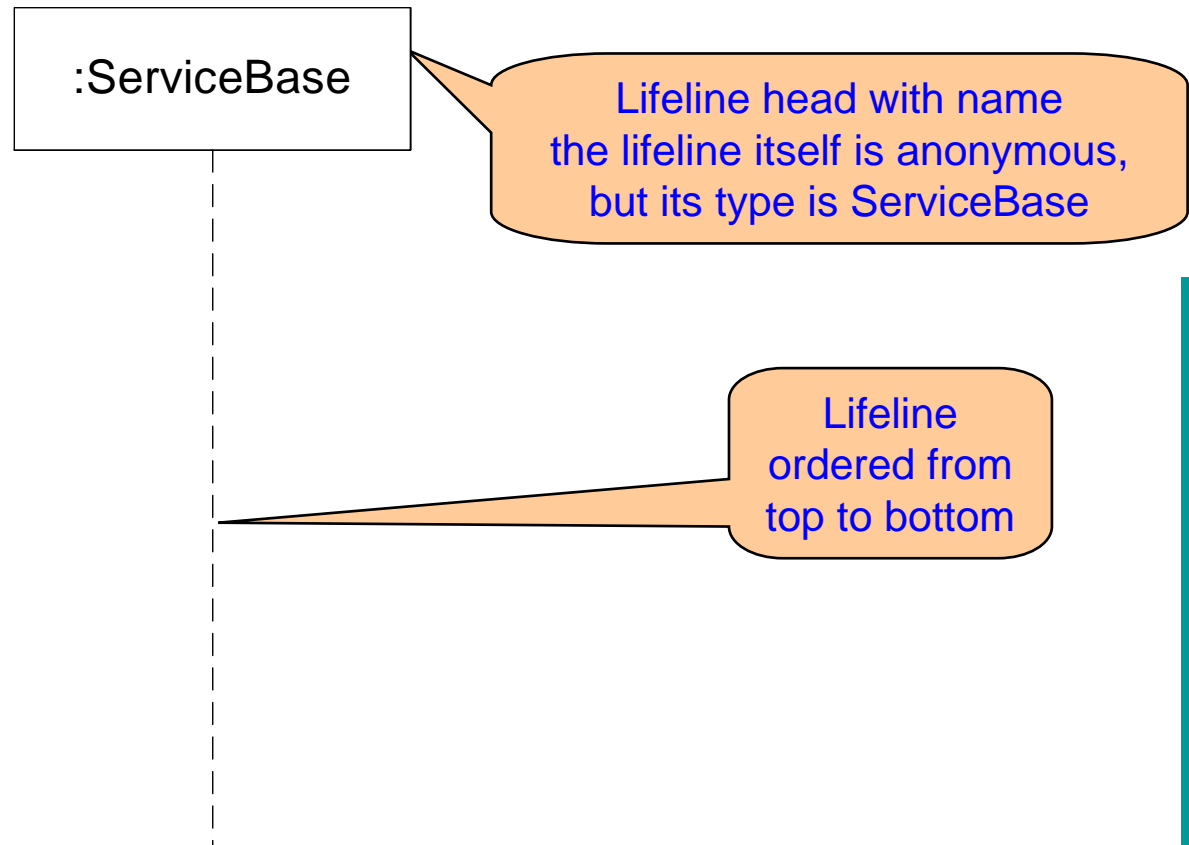 :ServiceBase
Lifeline head with name
the lifeline itself is anonymous,
but its type is ServiceBase
Lifeline
ordered from
top to bottom